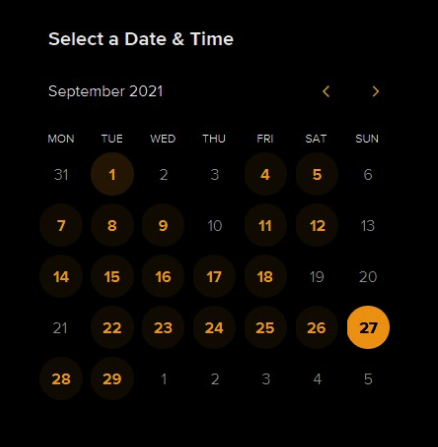 Select a Date & Time
September 2021
MON TUE WED THU FRI SAT SUN
31 1 2 3 4 5 6
7 8 9 10 11 12 13
14 15 16 17 18 19 20
21 22 23 24 25 26 27
28 29 1 2 3 4 5